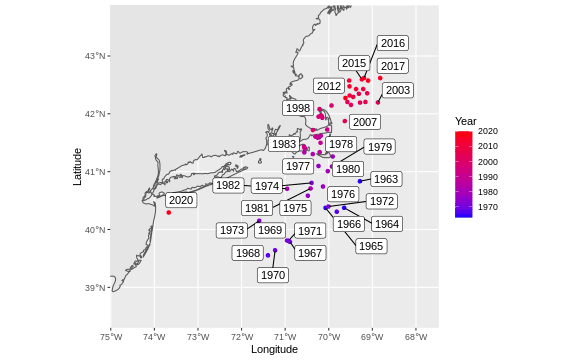 2016
2015
2017
2012
2003
1998
2007
1983
1978
1979
1977
1980
1963
1982
1974
2020
1976
1972
1981
1975
1973
1969
1971
1966
1964
1965
1968
1967
1970
43°N
42°N
41°N
40°N
39°N
Latitude
75°W
74°W
73°W
72°W
71°W
70°W
69°W
68°W
Longitude
Year
2020
2010
2000
1990
1980
1970